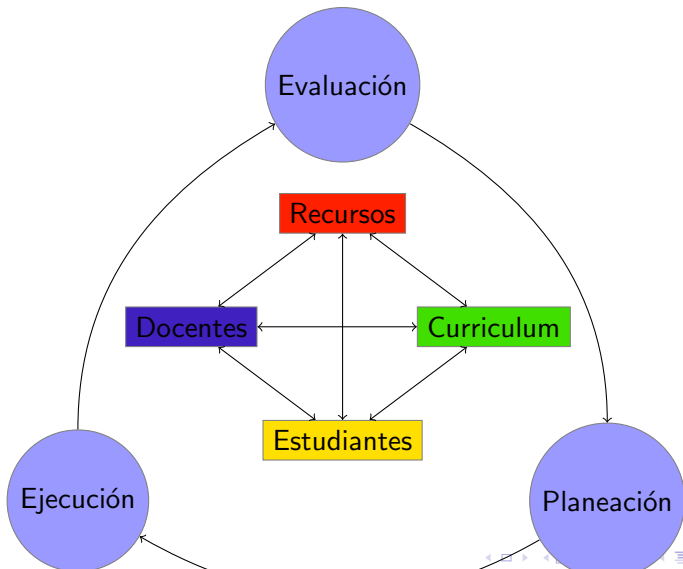 Evaluación
Recursos
Docentes
Curriculum
Estudiantes
Ejecución
Planeación